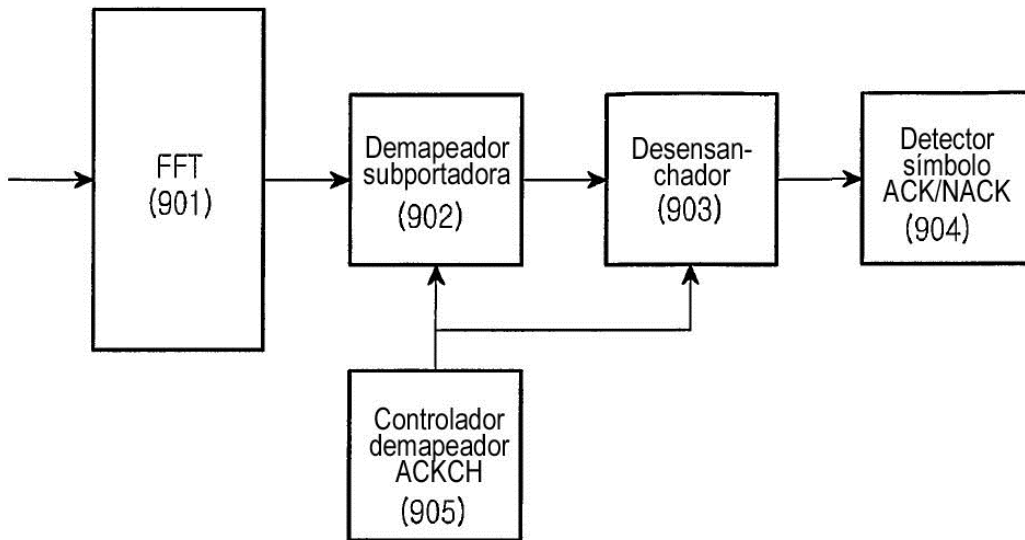 FFT
(901)
Demapeador
subportadora
(902)
Desensan-
chador
(903)
Detector
símbolo
ACK/NACK
(904)
Controlador
demapeador
ACKCH
(905)